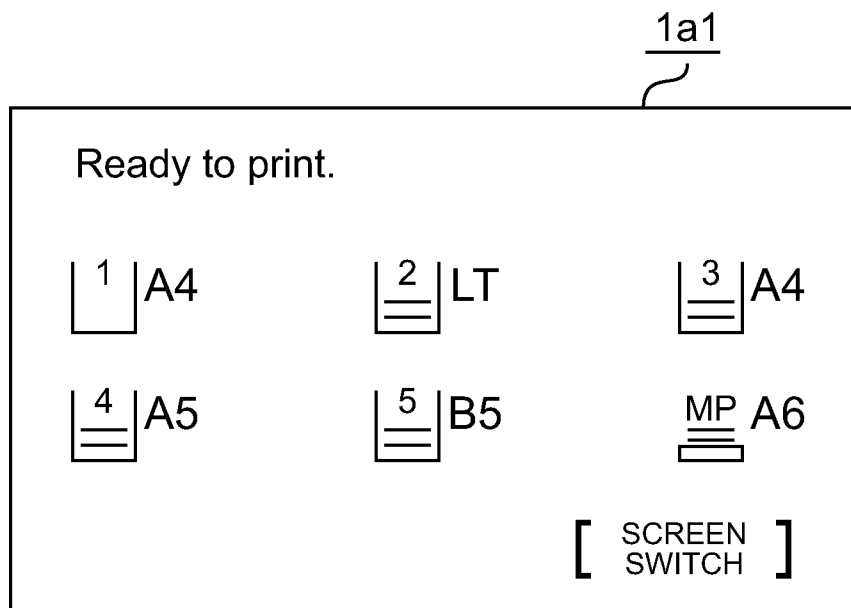 1a1
Ready to print.
1 A4 2 LT 3 A4
4 A5 5 B5 MP A6
[ SCREEN
SWITCH ]